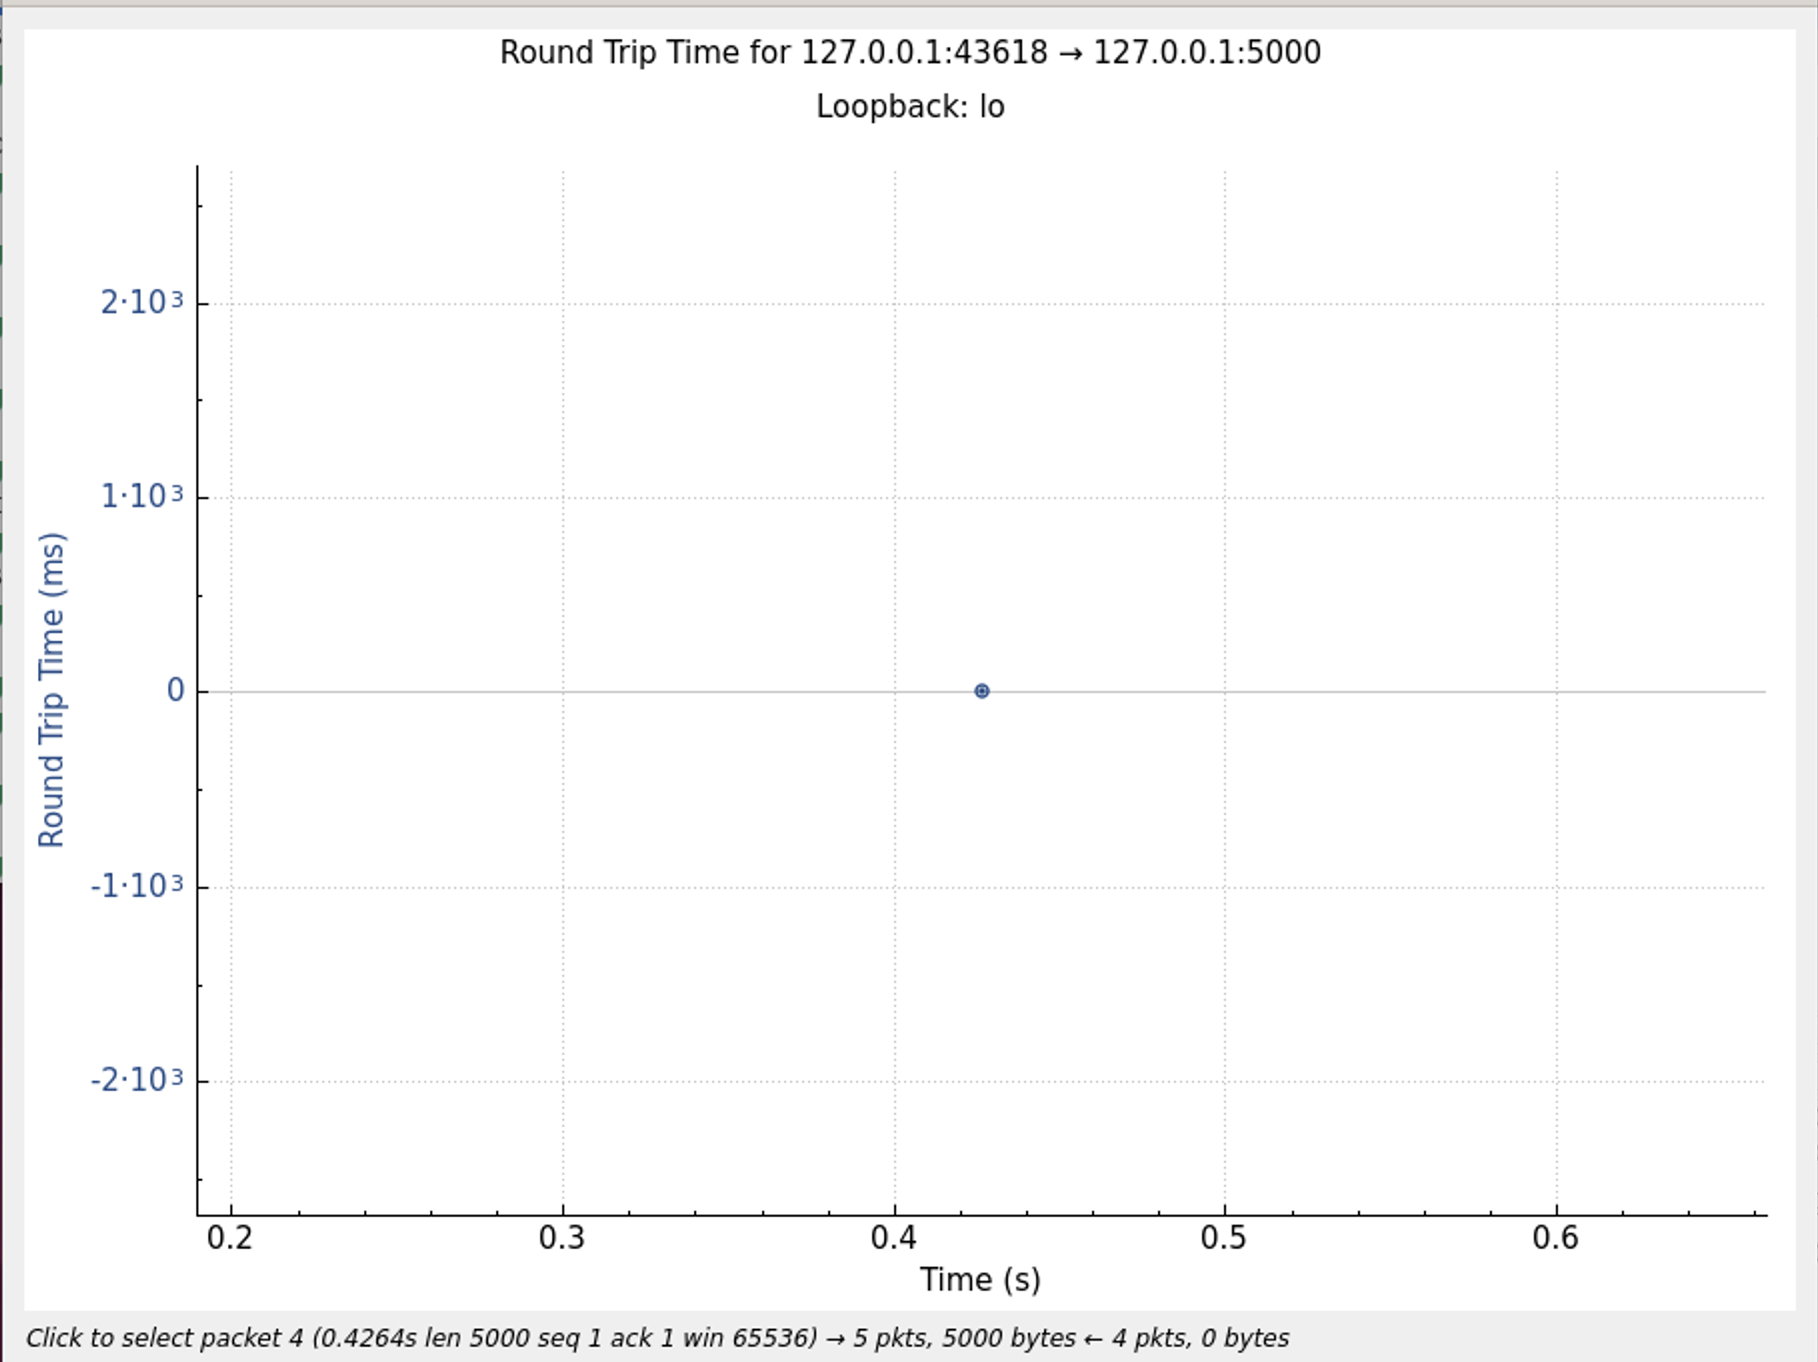 Round Trip Time for 127.0.0.1:43618 → 127.0.0.1:5000
Loopback: lo
2·10³
1·10³
0
-1·10³
-2·10³
Round Trip Time (ms)
0.2 0.3 0.4 0.5 0.6
Time (s)
Click to select packet 4 (0.4264s len 5000 seq 1 ack 1 win 65536) → 5 pkts, 5000 bytes ← 4 pkts, 0 bytes